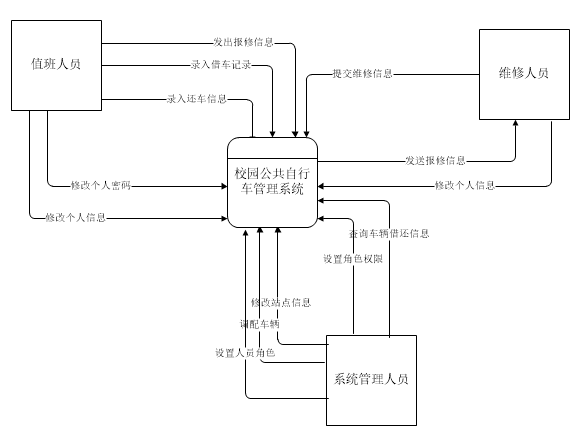 发出报修信息
值班人员
录入借车记录
提交维修信息
维修人员
录入还车信息
校园公共自行
车管理系统
发送报修信息
修改个人密码
修改个人信息
修改个人信息
查询车辆借还信息
设置角色权限
修改站点信息
调配车辆
设置人员角色
系统管理人员